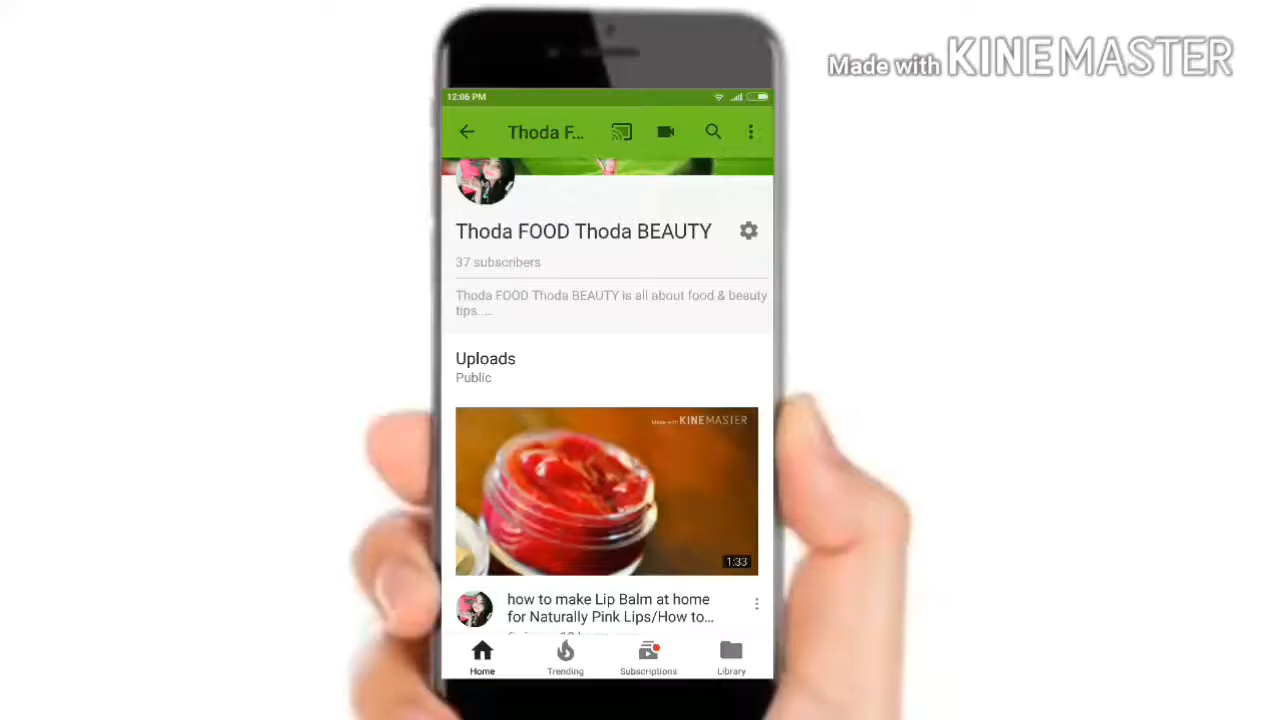 Made with KINEMASTER
12:06 PM
Thoda F...
Thoda FOOD Thoda BEAUTY
37 subscribers
Thoda FOOD Thoda BEAUTY is all about food & beauty
tips....
Uploads
Public
Made with KINEMASTER
1:33
how to make Lip Balm at home
for Naturally Pink Lips/How to...
Home
Trending
Subscriptions
Library